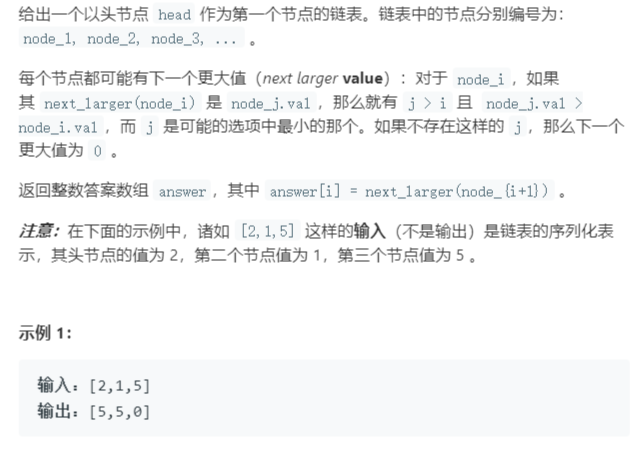 给出一个以头节点 head 作为第一个节点的链表。链表中的节点分别编号为：
node_1, node_2, node_3, ... 。
每个节点都可能有下一个更大值（next larger value）：对于 node_i ，如果
其 next_larger(node_i) 是 node_j.val ，那么就有 j > i 且 node_j.val >
node_i.val ，而 j 是可能的选项中最小的那个。如果不存在这样的 j ，那么下一个
更大值为 0 。
返回整数答案数组 answer ，其中 answer[i] = next_larger(node_{i+1}) 。
注意：在下面的示例中，诸如 [2,1,5] 这样的输入（不是输出）是链表的序列化表
示，其头节点的值为 2，第二个节点值为 1，第三个节点值为 5 。
示例 1：
输入：[2,1,5]
输出：[5,5,0]